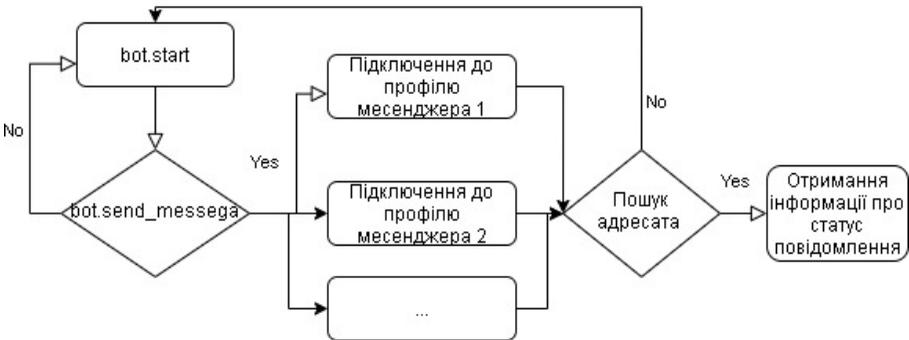 bot.start
No
bot.send_messega
Yes
Підключення до
профілю
месенджера 1
Підключення до
профілю
месенджера 2
...
No
Пошук
адресата
Yes
Отримання
інформації про
статус
повідомлення